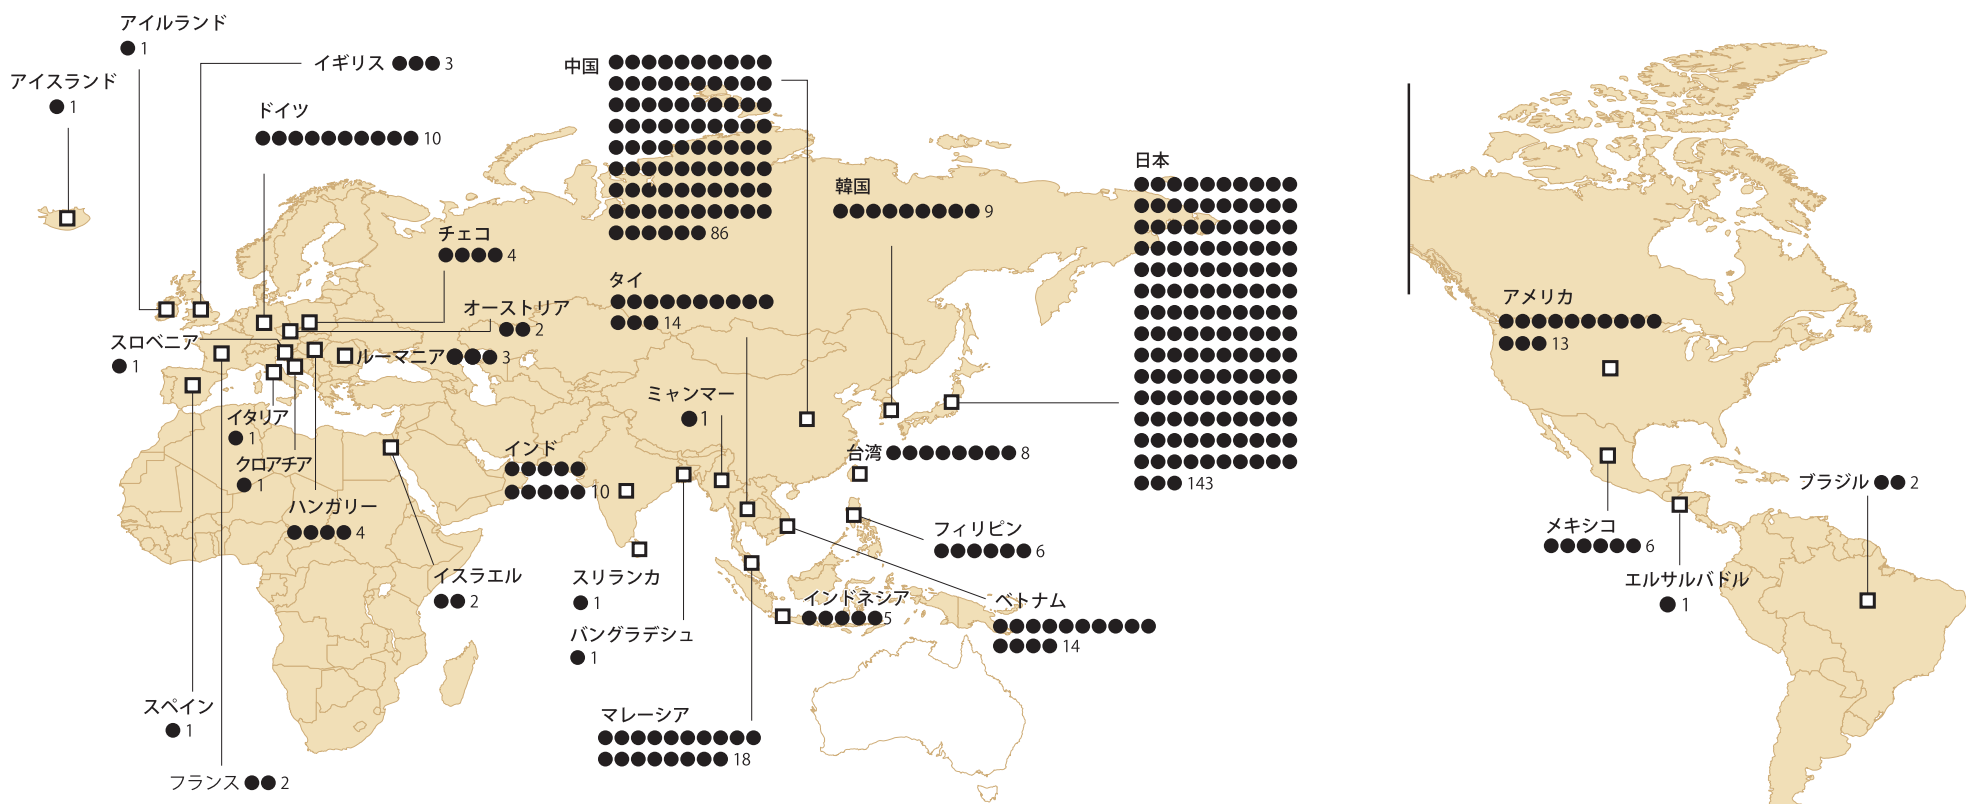 アイルランド
1
アイスランド
1
イギリス 3
ドイツ
10
中国
86
韓国
9
日本
143
チェコ
4
オーストリア
2
タイ
14
スロベニア
1
ルーマニア 3
ミャンマー
1
イタリア
1
クロアチア
1
ハンガリー
4
インド
10
台湾 8
イスラエル
2
スリランカ
1
バングラデシュ
1
フィリピン
6
インドネシア
5
ベトナム
14
スペイン
1
フランス 2
マレーシア
18
アメリカ
13
メキシコ
6
エルサルバドル
1
ブラジル 2